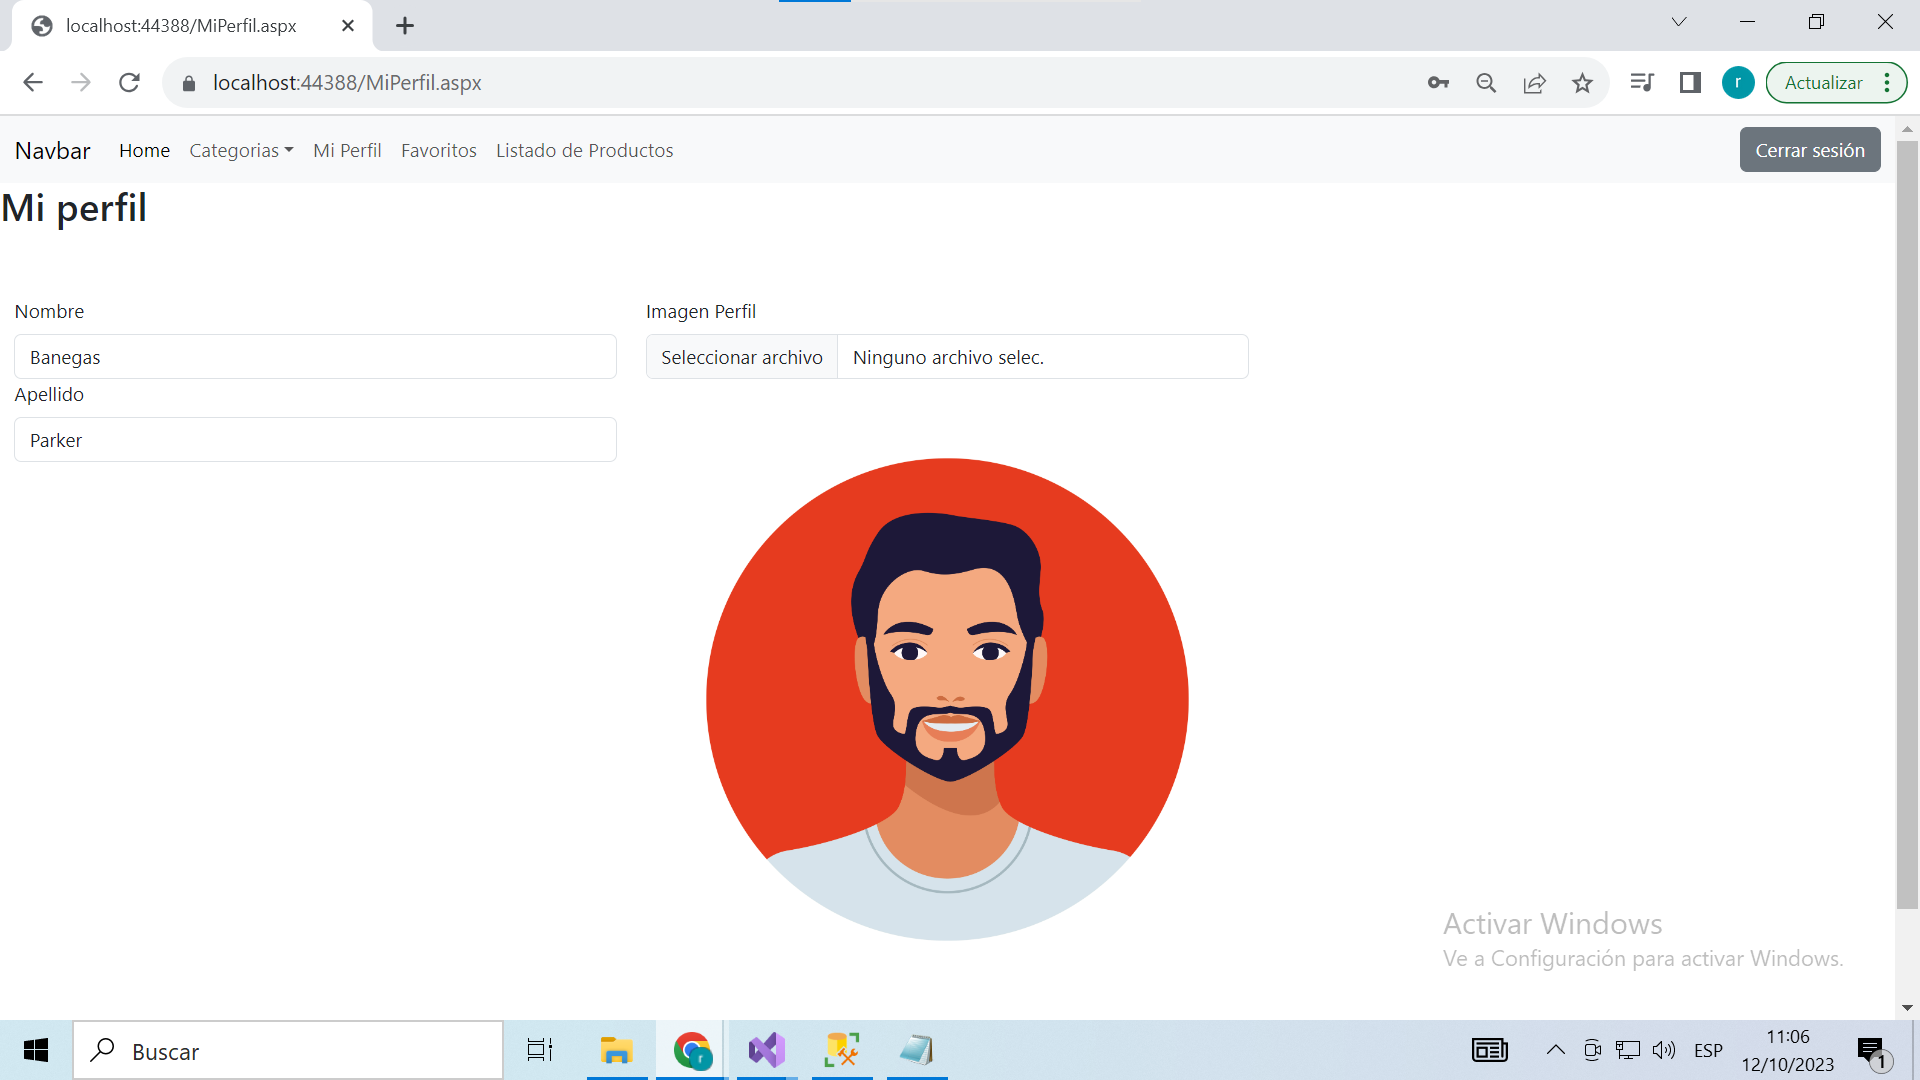 localhost:44388/MiPerfil.aspx
localhost:44388/MiPerfil.aspx
r
Actualizar
Navbar Home Categorias Mi Perfil Favoritos Listado de Productos Cerrar sesión
Mi perfil
Nombre
Banegas
Apellido
Parker
Imagen Perfil
Seleccionar archivo Ninguno archivo selec.
Activar Windows
Ve a Configuración para activar Windows.
Buscar
r
ESP
11:06
12/10/2023
1